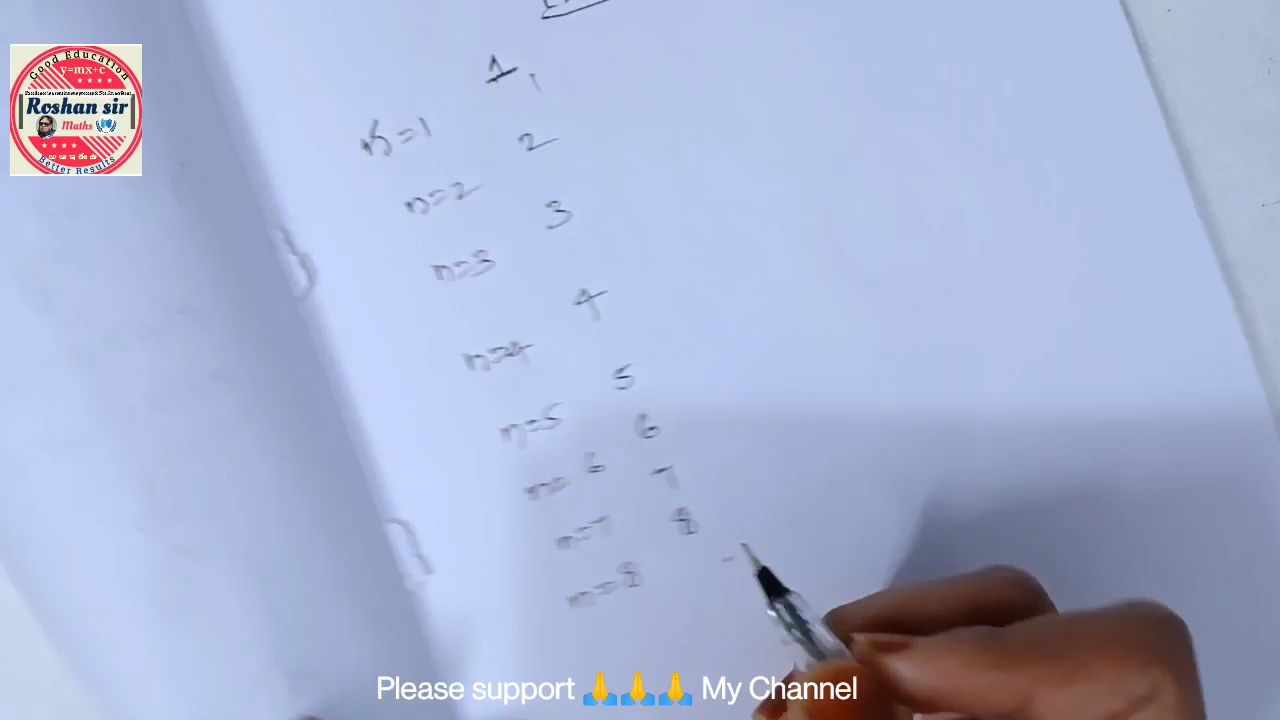 Good Education
y=mx+c
Roshan sir
Maths
Better Results
1,
n=1 2
n=2 3
n=3 4
n=4 5
n=5 6
n=6 7
n=7 8
n=8
Please support 🙏🙏🙏 My Channel